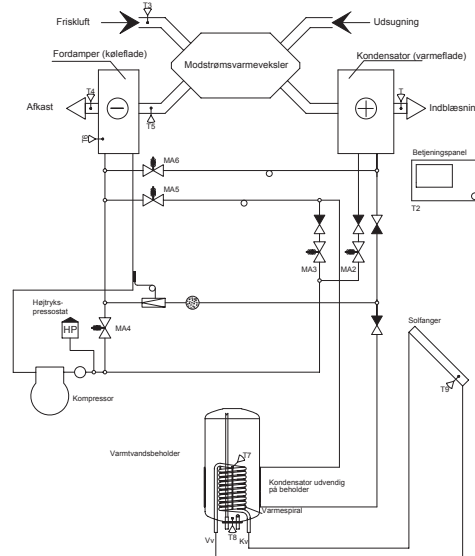 T3
Friskluft
Udsugning
Fordamper (køleflade)
Kondensator (varmeflade)
Modstrømsvarmeveksler
Afkast
T4
T5
T
Indblæsning
MA6
MA5
Betjeningspanel
T2
MA3
MA2
Højtryks-
pressostat
HP
MA4
Solfanger
T9
Kompressor
Varmtvandsbeholder
T7
Kondensator udvendig
på beholder
Varmespiral
Vv
T8
Kv